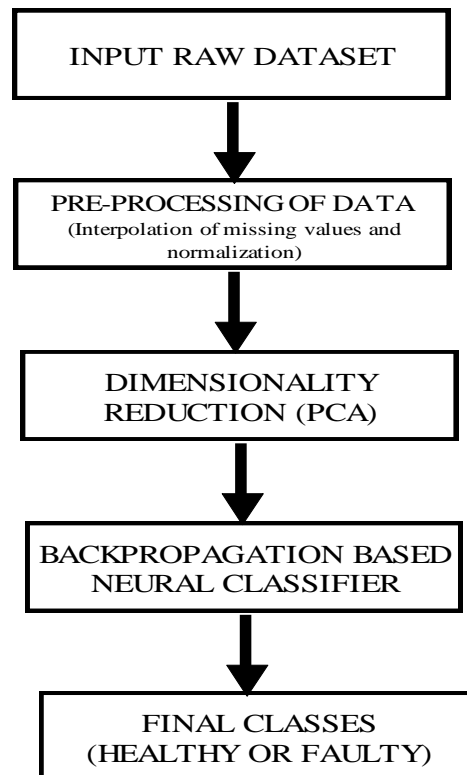 INPUT RAW DATASET
PRE-PROCESSING OF DATA
(Interpolation of missing values and
normalization)
DIMENSIONALITY
REDUCTION (PCA)
BACKPROPAGATION BASED
NEURAL CLASSIFIER
FINAL CLASSES
(HEALTHY OR FAULTY)